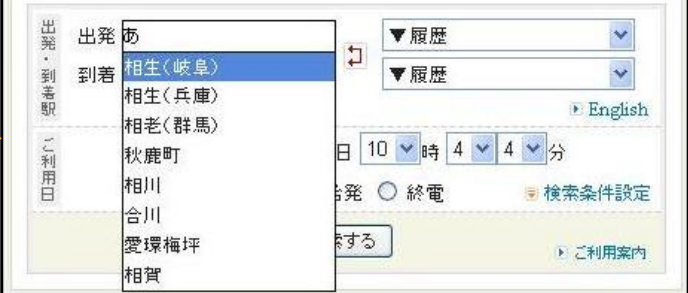 出発・到着駅
出発 あ
▼履歴
到着
▼履歴
相生(岐阜)
相生(兵庫)
相老(群馬)
秋鹿町
相川
合川
愛環梅坪
相賀
English
ご利用日
日 10 時 4 4 分
発 終電
検索条件設定
する
ご利用案内